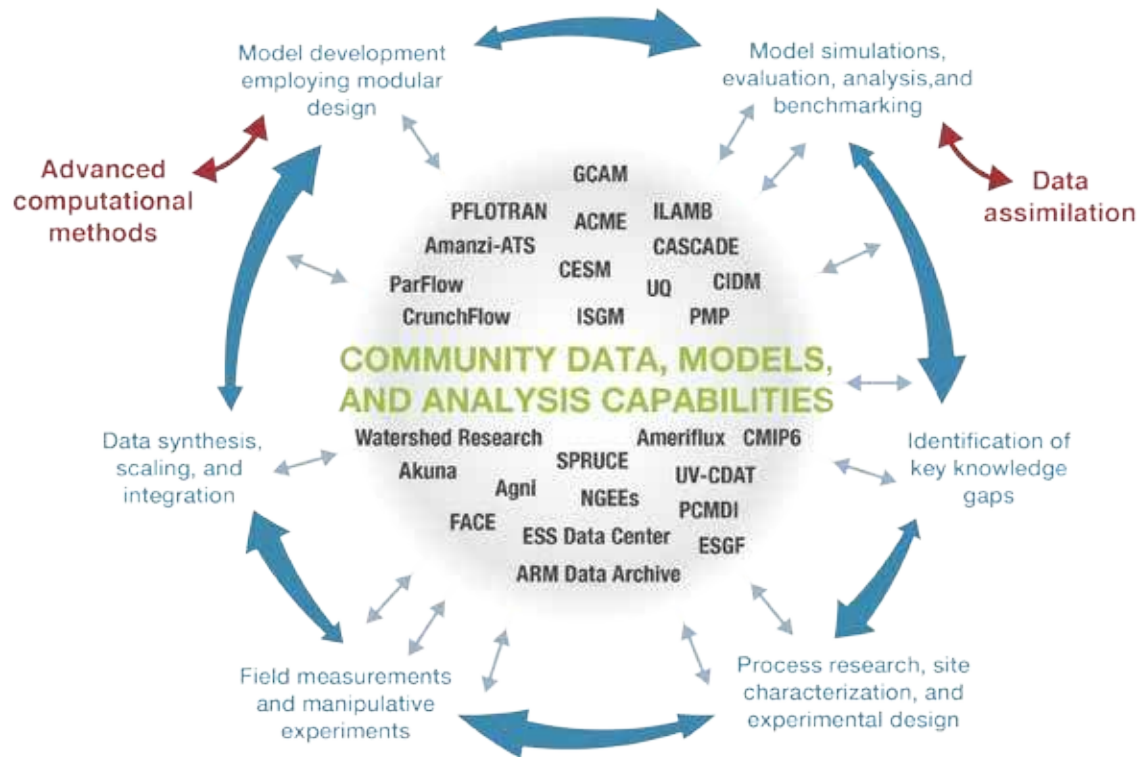 Model development
employing modular
design
Model simulations,
evaluation, analysis,and
benchmarking
Advanced
computational
methods
Data
assimilation
GCAM
PFLOTRAN
ACME
ILAMB
Amanzi-ATS
CASCADE
CESM
ParFlow
UQ
CIDM
CrunchFlow
ISGM
PMP
COMMUNITY DATA, MODELS,
AND ANALYSIS CAPABILITIES
Data synthesis,
scaling, and
integration
Identification of
key knowledge
gaps
Watershed Research
Ameriflux
CMIP6
Akuna
SPRUCE
UV-CDAT
Agni
NGEEs
PCMDI
FACE
ESS Data Center
ESGF
ARM Data Archive
Field measurements
and manipulative
experiments
Process research, site
characterization, and
experimental design